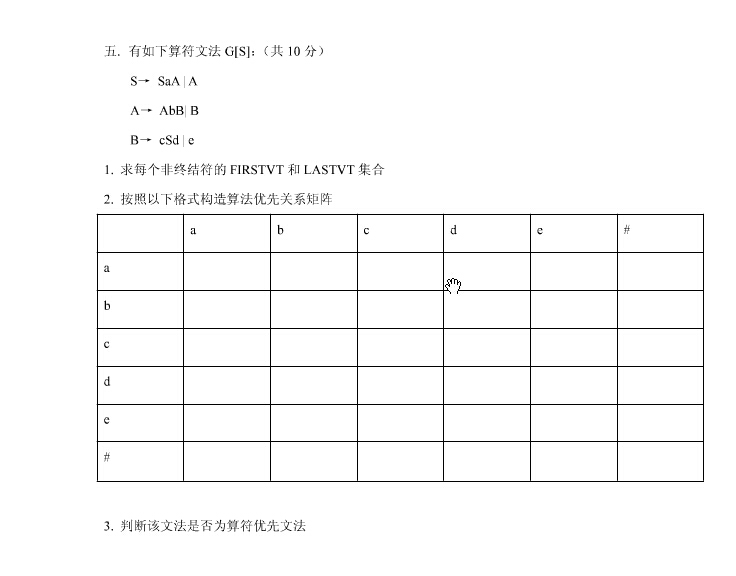 五. 有如下算符文法 G[S]:（共 10 分）
S→ SaA | A
A→ AbB| B
B→ cSd | e
1. 求每个非终结符的 FIRSTVT 和 LASTVT 集合
2. 按照以下格式构造算法优先关系矩阵
a b c d e #
a
b
c
d
e
#
3. 判断该文法是否为算符优先文法